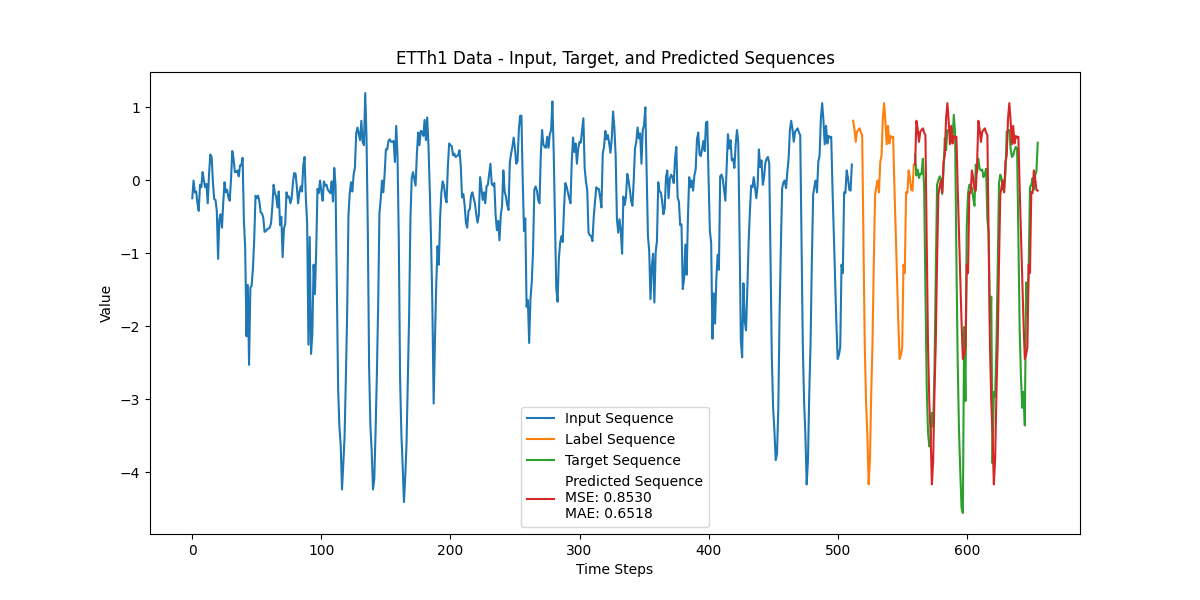 ETTh1 Data - Input, Target, and Predicted Sequences
Value
1
0
−1
−2
−3
−4
Input Sequence
Label Sequence
Target Sequence
Predicted Sequence
MSE: 0.8530
MAE: 0.6518
0 100 200 300 400 500 600
Time Steps